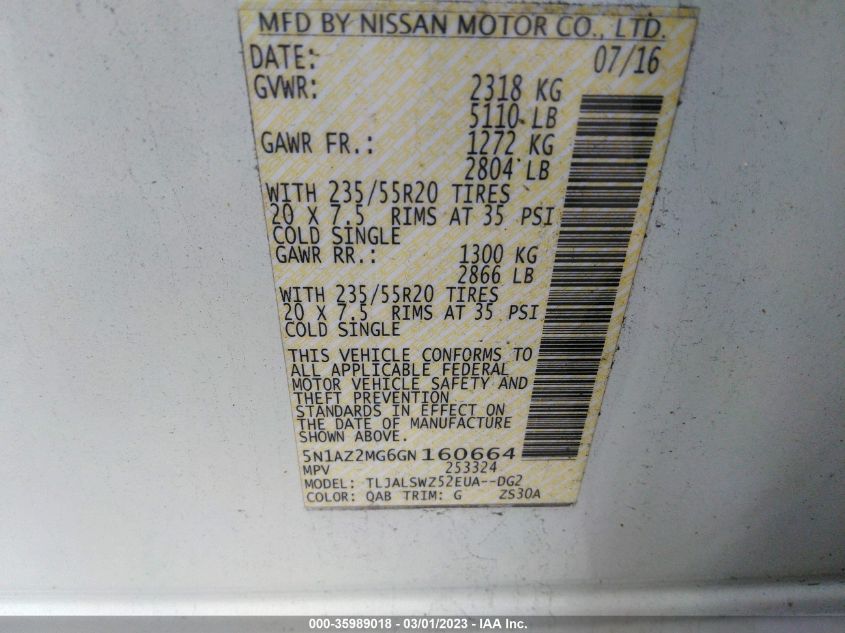 MFD BY NISSAN MOTOR CO., LTD.
DATE: 07/16
GVWR: 2318 KG
5110 LB
GAWR FR.: 1272 KG
2804 LB
WITH 235/55R20 TIRES
20 X 7.5 RIMS AT 35 PSI
COLD SINGLE
GAWR RR.: 1300 KG
2866 LB
WITH 235/55R20 TIRES
20 X 7.5 RIMS AT 35 PSI
COLD SINGLE
THIS VEHICLE CONFORMS TO
ALL APPLICABLE FEDERAL
MOTOR VEHICLE SAFETY AND
THEFT PREVENTION
STANDARDS IN EFFECT ON
THE DATE OF MANUFACTURE
SHOWN ABOVE.
5N1AZ2MG6GN160664
MPV 253324
MODEL: TLJALSWZ52EUA--DG2
COLOR: QAB TRIM: G ZS30A
000-35989018 - 03/01/2023 - IAA Inc.